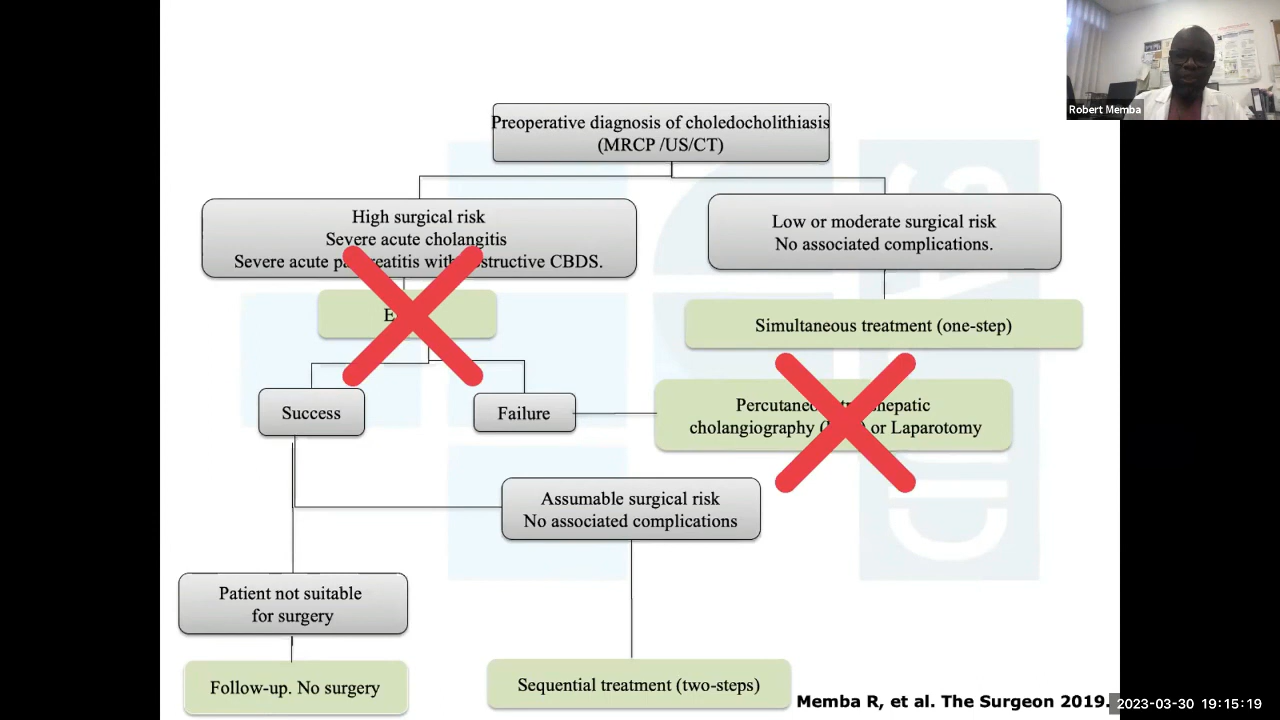 Robert Memba
Preoperative diagnosis of choledocholithiasis
(MRCP /US/CT)
High surgical risk
Severe acute cholangitis
Severe acute with CBDS.
Low or moderate surgical risk
No associated complications.
Simultaneous treatment (one-step)
Success
Failure
cholangiography or Laparotomy
Assumable surgical risk
No associated complications
Patient not suitable
for surgery
Follow-up. No surgery
Sequential treatment (two-steps)
Memba R, et al. The Surgeon 2019.
2023-03-30 19:15:19